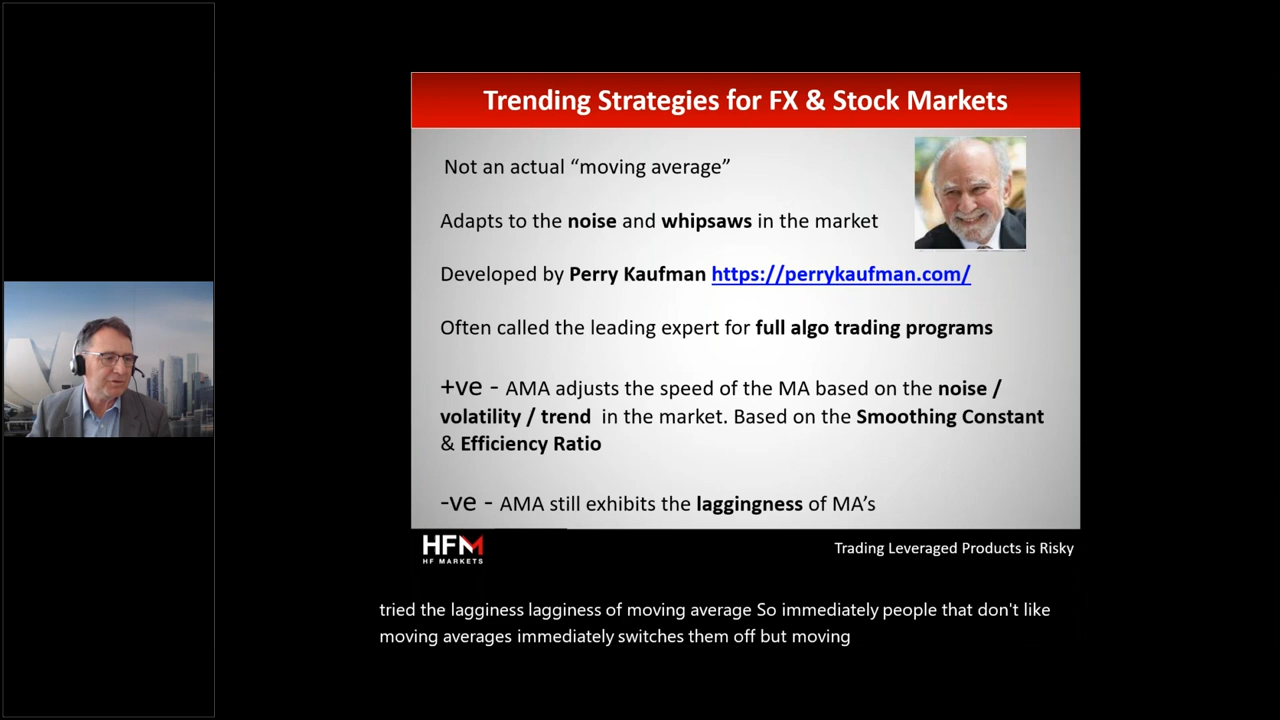 Trending Strategies for FX & Stock Markets
Not an actual “moving average”
Adapts to the noise and whipsaws in the market
Developed by Perry Kaufman https://perrykaufman.com/
Often called the leading expert for full algo trading programs
+ve - AMA adjusts the speed of the MA based on the noise /
volatility / trend in the market. Based on the Smoothing Constant
& Efficiency Ratio
-ve - AMA still exhibits the laggingness of MA’s
HFM
HF MARKETS
Trading Leveraged Products is Risky
tried the lagginess lagginess of moving average So immediately people that don't like
moving averages immediately switches them off but moving